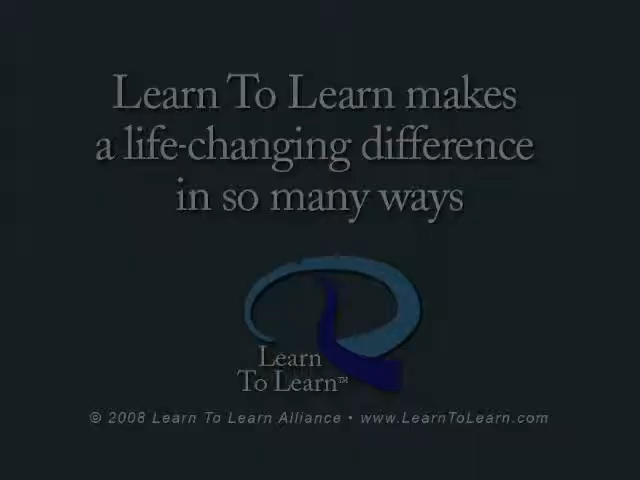 Learn To Learn makes
a life-changing difference
in so many ways
Learn
To Learn™
© 2008 Learn To Learn Alliance • www.LearnToLearn.com